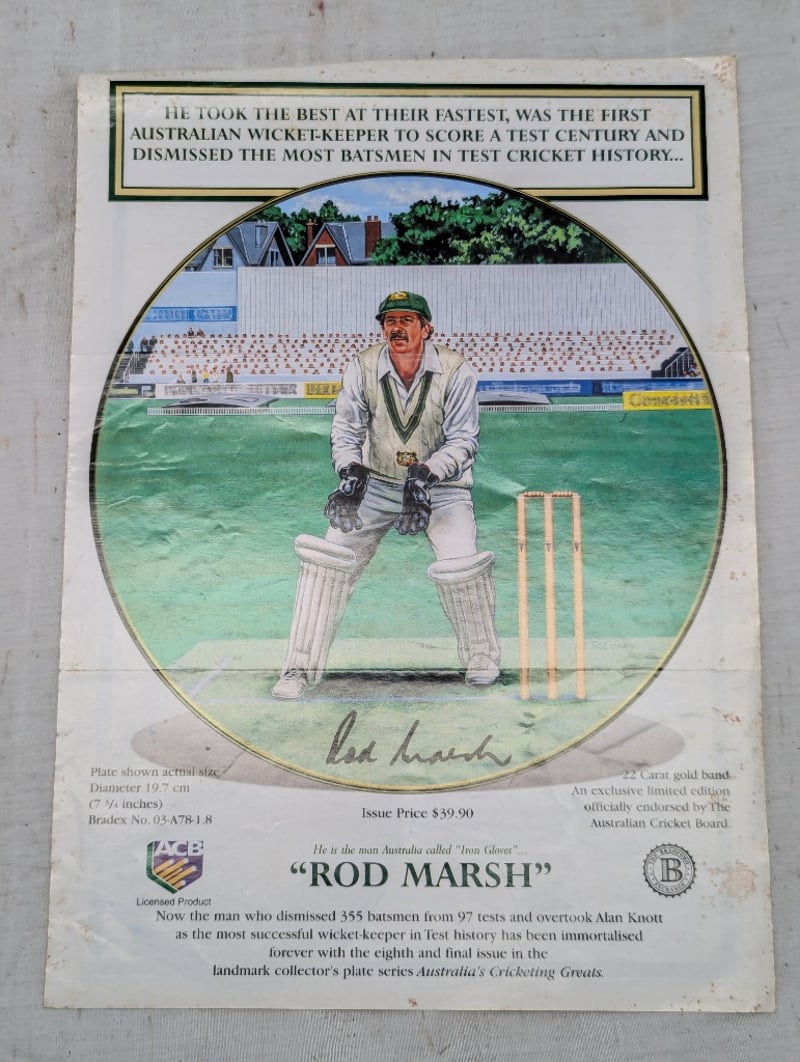 HE TOOK THE BEST AT THEIR FASTEST, WAS THE FIRST
AUSTRALIAN WICKET-KEEPER TO SCORE A TEST CENTURY AND
DISMISSED THE MOST BATSMEN IN TEST CRICKET HISTORY...
Rod Marsh
Plate shown actual size
Diameter 19.7 cm
(7 3/4 inches)
Bradex No. 03-A78-1.8
22 Carat gold band
An exclusive limited edition
officially endorsed by The
Australian Cricket Board.
Issue Price $39.90
ACB
Licensed Product
He is the man Australia called "Iron Gloves"...
“ROD MARSH”
THE BRADFORD
B
EXCHANGE
Now the man who dismissed 355 batsmen from 97 tests and overtook Alan Knott
as the most successful wicket-keeper in Test history has been immortalised
forever with the eighth and final issue in the
landmark collector's plate series Australia's Cricketing Greats.